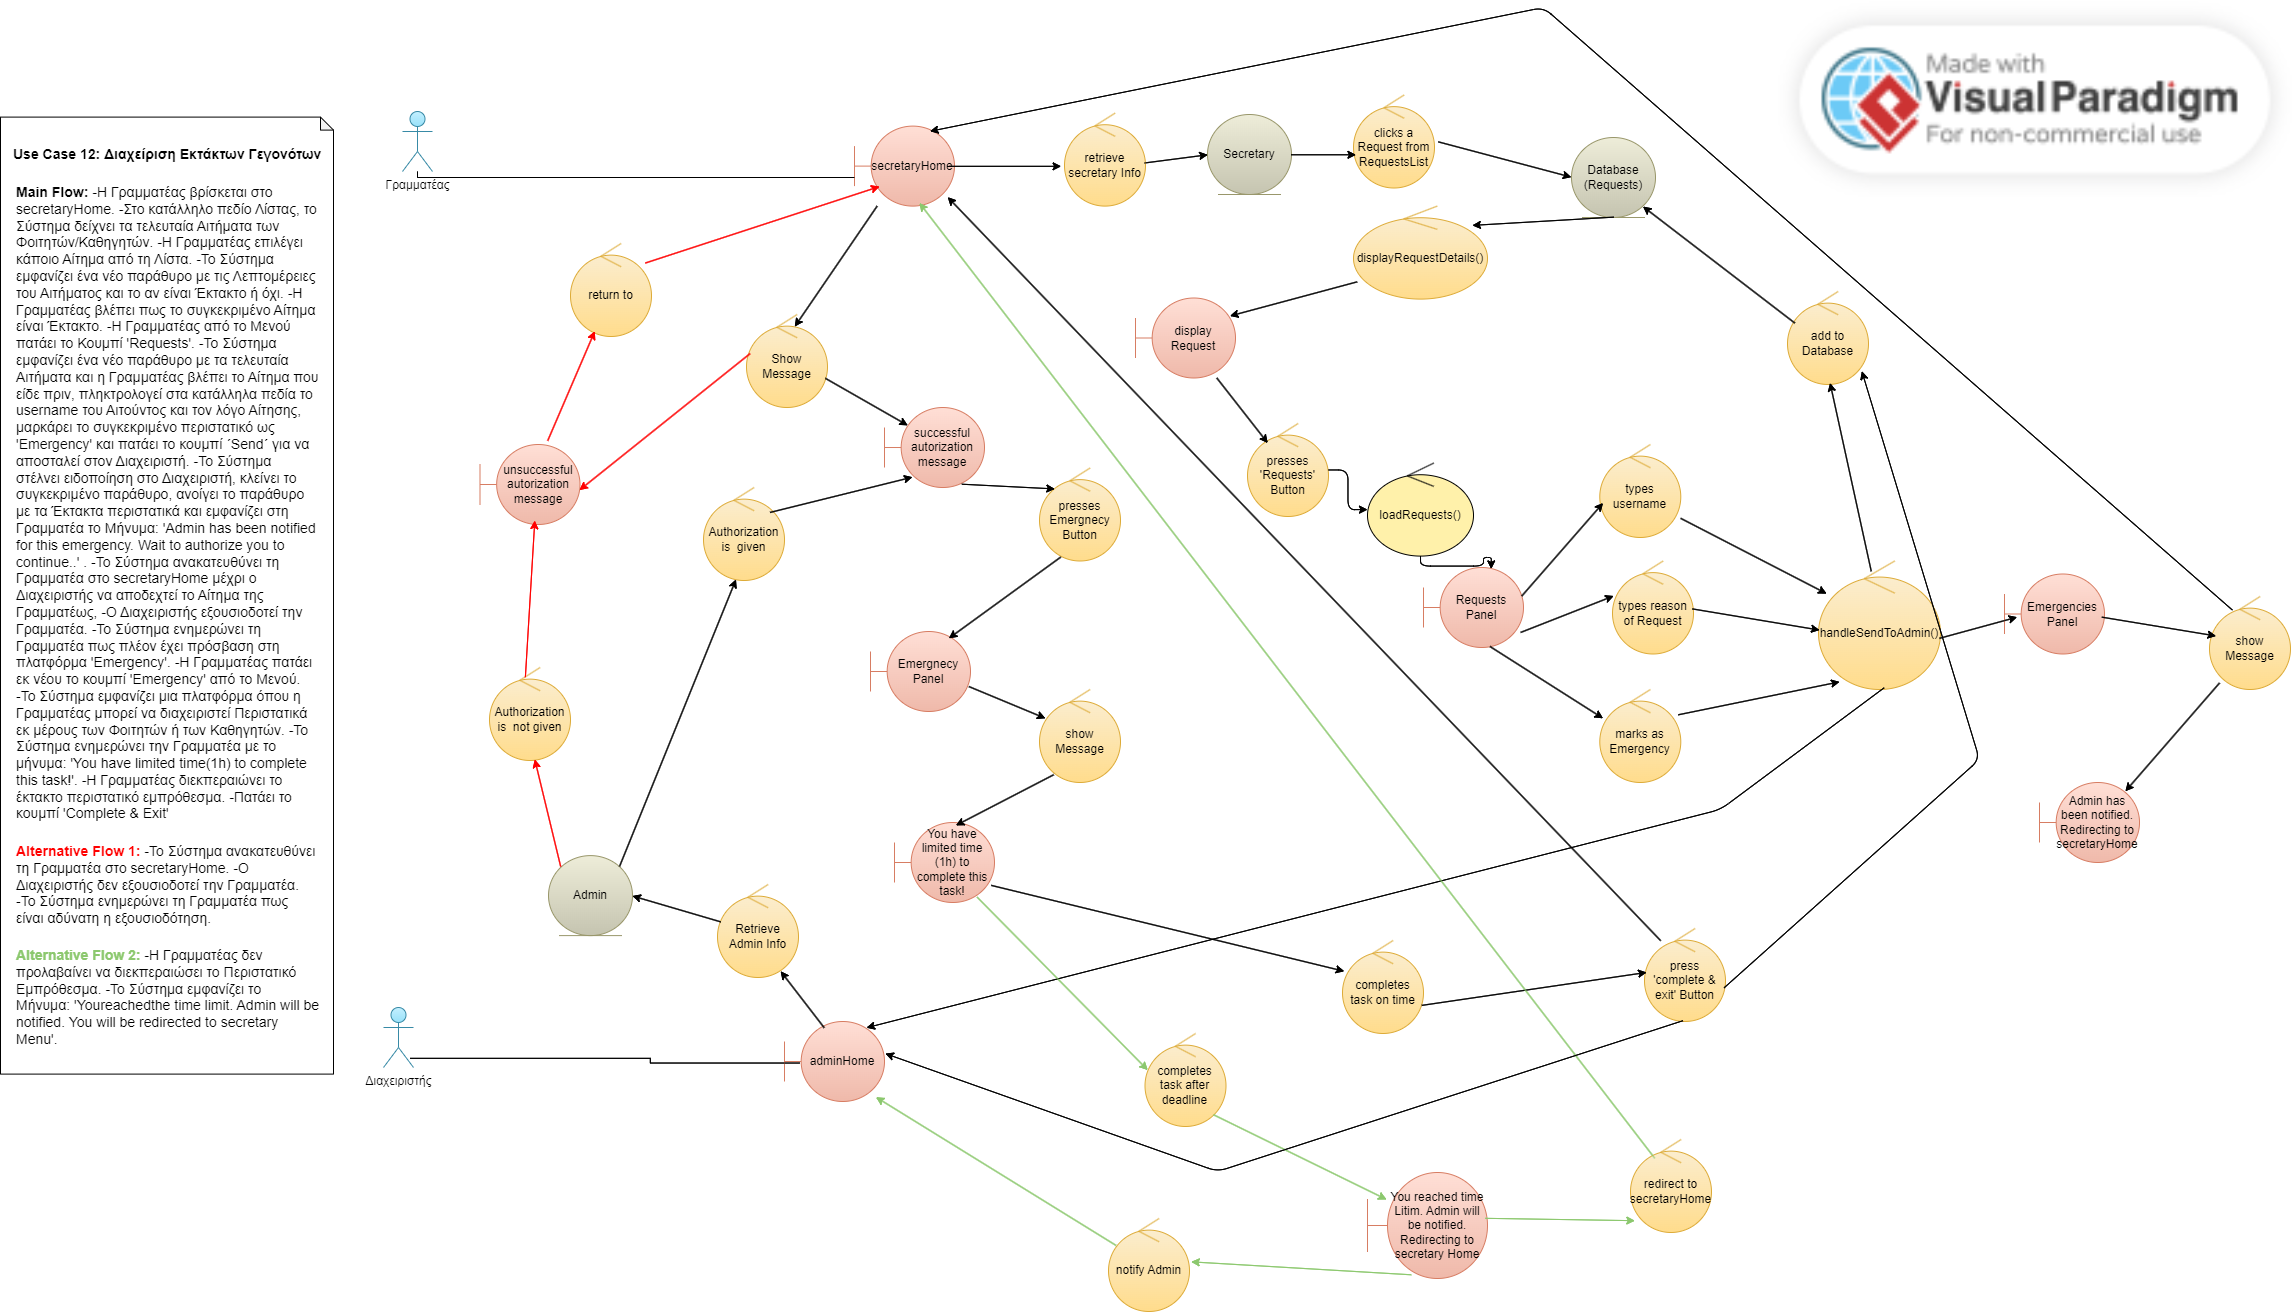 Made with
Visual Paradigm
For non-commercial use
Use Case 12: Διαχείριση Εκτάκτων Γεγονότων
Main Flow: -Η Γραμματέας βρίσκεται στο
secretaryHome. -Στο κατάλληλο πεδίο Λίστας, το
Σύστημα δείχνει τα τελευταία Αιτήματα των
Φοιτητών/Καθηγητών. -Η Γραμματέας επιλέγει
κάποιο Αίτημα από τη Λίστα. -Το Σύστημα
εμφανίζει ένα νέο παράθυρο με τις Λεπτομέρειες
του Αιτήματος και το αν είναι Έκτακτο ή όχι. -Η
Γραμματέας βλέπει πως το συγκεκριμένο Αίτημα
είναι Έκτακτο. -Η Γραμματέας από το Μενού
πατάει το Κουμπί 'Requests'. -Το Σύστημα
εμφανίζει ένα νέο παράθυρο με τα τελευταία
Αιτήματα και η Γραμματέας βλέπει το Αίτημα που
είδε πριν, πληκτρολογεί στα κατάλληλα πεδία το
username του Αιτούντος και τον λόγο Αίτησης,
μαρκάρει το συγκεκριμένο περιστατικό ως
'Emergency' και πατάει το κουμπί ΄Send΄ για να
αποσταλεί στον Διαχειριστή. -Το Σύστημα
στέλνει ειδοποίηση στο Διαχειριστή, κλείνει το
συγκεκριμένο παράθυρο, ανοίγει το παράθυρο
με τα Έκτακτα περιστατικά και εμφανίζει στη
Γραμματέα το Μήνυμα: 'Admin has been notified
for this emergency. Wait to authorize you to
continue..' . -Το Σύστημα ανακατευθύνει τη
Γραμματέα στο secretaryHome μέχρι ο
Διαχειριστής να αποδεχτεί το Αίτημα της
Γραμματέως, -Ο Διαχειριστής εξουσιοδοτεί την
Γραμματέα. -Το Σύστημα ενημερώνει τη
Γραμματέα πως πλέον έχει πρόσβαση στη
πλατφόρμα 'Emergency'. -Η Γραμματέας πατάει
εκ νέου το κουμπί 'Emergency' από το Μενού.
-Το Σύστημα εμφανίζει μια πλατφόρμα όπου η
Γραμματέας μπορεί να διαχειριστεί Περιστατικά
εκ μέρους των Φοιτητών ή των Καθηγητών. -Το
Σύστημα ενημερώνει την Γραμματέα με το
μήνυμα: 'You have limited time(1h) to complete
this task!'. -Η Γραμματέας διεκπεραιώνει το
έκτακτο περιστατικό εμπρόθεσμα. -Πατάει το
κουμπί 'Complete & Exit'
Alternative Flow 1: -Το Σύστημα ανακατευθύνει
τη Γραμματέα στο secretaryHome. -Ο
Διαχειριστής δεν εξουσιοδοτεί την Γραμματέα.
-Το Σύστημα ενημερώνει τη Γραμματέα πως
είναι αδύνατη η εξουσιοδότηση.
Alternative Flow 2: -Η Γραμματέας δεν
προλαβαίνει να διεκπεραιώσει το Περιστατικό
Εμπρόθεσμα. -Το Σύστημα εμφανίζει το
Μήνυμα: 'Youreachedthe time limit. Admin will be
notified. You will be redirected to secretary
Menu'.
Γραμματέας
secretaryHome
retrieve
secretary Info
Secretary
clicks a
Request from
RequestsList
Database
(Requests)
displayRequestDetails()
display
Request
return to
Show
Message
add to
Database
successful
autorization
message
unsuccessful
autorization
message
presses
'Requests'
Button
loadRequests()
types
username
presses
Emergnecy
Button
Authorization
is given
Requests
Panel
types reason
of Request
handleSendToAdmin()
Emergencies
Panel
show
Message
Emergnecy
Panel
Authorization
is not given
show
Message
marks as
Emergency
Admin has
been notified.
Redirecting to
secretaryHome
You have
limited time
(1h) to
complete this
task!
Admin
Retrieve
Admin Info
completes
task on time
press
'complete &
exit' Button
Διαχειριστής
adminHome
completes
task after
deadline
redirect to
secretaryHome
You reached time
Litim. Admin will
be notified.
Redirecting to
secretary Home
notify Admin